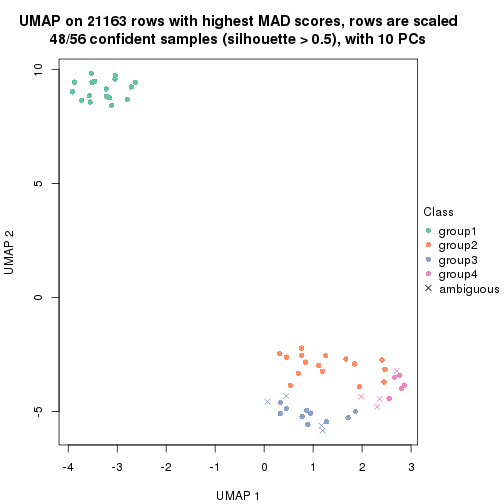 UMAP on 21163 rows with highest MAD scores, rows are scaled
48/56 confident samples (silhouette > 0.5), with 10 PCs
10
5
0
-5
UMAP 2
-4
-3
-2
-1
0
1
2
3
UMAP 1
Class
group1
group2
group3
group4
ambiguous